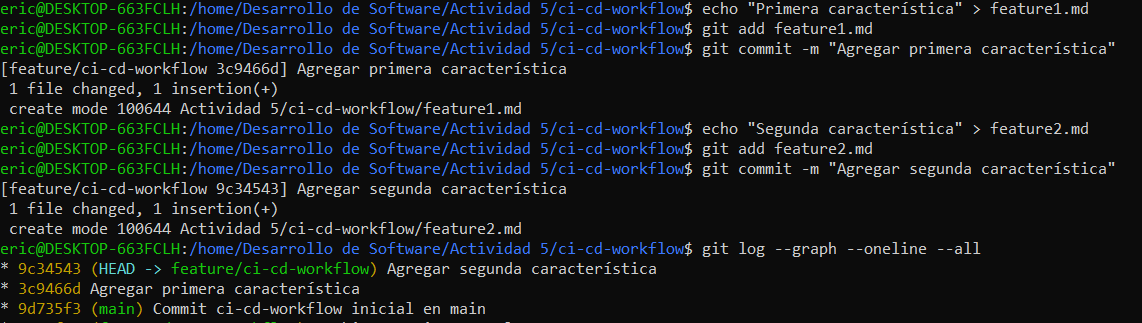 eric@DESKTOP-663FCLH:/home/Desarrollo de Software/Actividad 5/ci-cd-workflow$ echo "Primera característica" > feature1.md
eric@DESKTOP-663FCLH:/home/Desarrollo de Software/Actividad 5/ci-cd-workflow$ git add feature1.md
eric@DESKTOP-663FCLH:/home/Desarrollo de Software/Actividad 5/ci-cd-workflow$ git commit -m "Agregar primera característica"
[feature/ci-cd-workflow 3c9466d] Agregar primera característica
 1 file changed, 1 insertion(+)
 create mode 100644 Actividad 5/ci-cd-workflow/feature1.md
eric@DESKTOP-663FCLH:/home/Desarrollo de Software/Actividad 5/ci-cd-workflow$ echo "Segunda característica" > feature2.md
eric@DESKTOP-663FCLH:/home/Desarrollo de Software/Actividad 5/ci-cd-workflow$ git add feature2.md
eric@DESKTOP-663FCLH:/home/Desarrollo de Software/Actividad 5/ci-cd-workflow$ git commit -m "Agregar segunda característica"
[feature/ci-cd-workflow 9c34543] Agregar segunda característica
 1 file changed, 1 insertion(+)
 create mode 100644 Actividad 5/ci-cd-workflow/feature2.md
eric@DESKTOP-663FCLH:/home/Desarrollo de Software/Actividad 5/ci-cd-workflow$ git log --graph --oneline --all
* 9c34543 (HEAD -> feature/ci-cd-workflow) Agregar segunda característica
* 3c9466d Agregar primera característica
* 9d735f3 (main) Commit ci-cd-workflow inicial en main